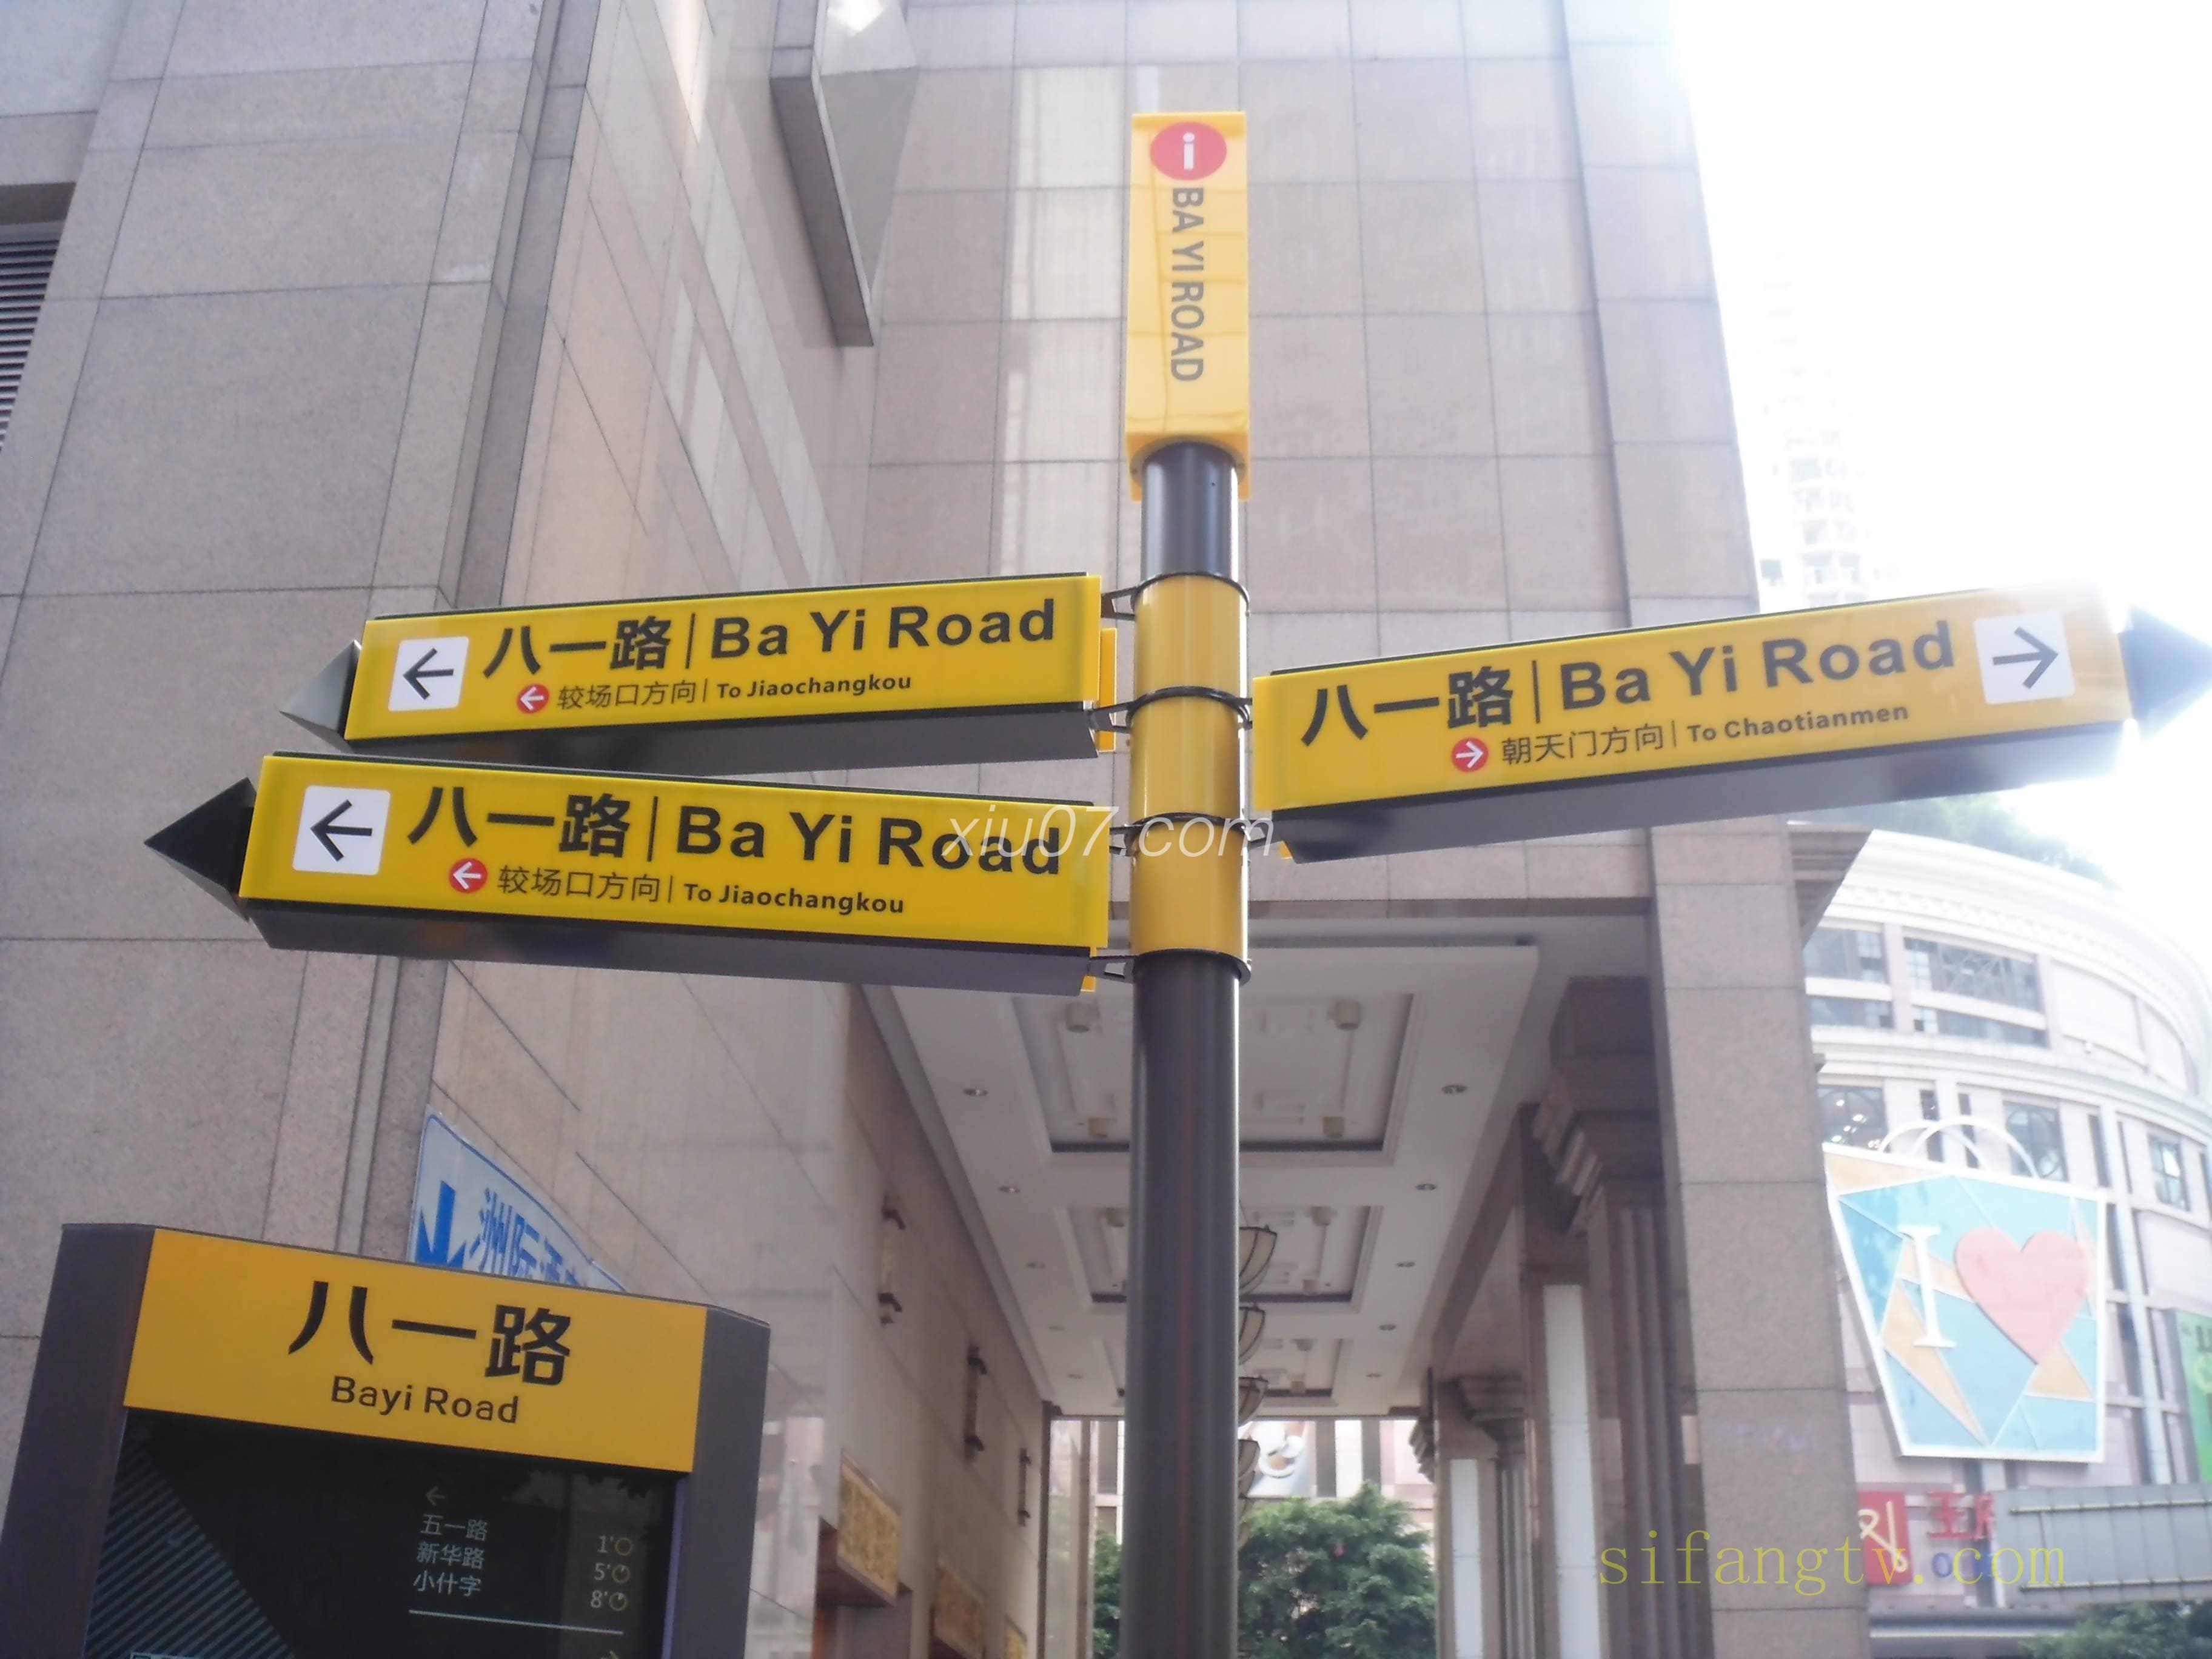 i BA YI ROAD
八一路|Ba Yi Road
较场口方向|To Jiaochangkou
八一路|Ba Yi Road
朝天门方向|To Chaotianmen
八一路|Ba Yi Road
较场口方向|To Jiaochangkou
xiu07.com
八一路
Bayi Road
五一路 1'
新华路 5'
小什字 8'
I
sifangtv.com